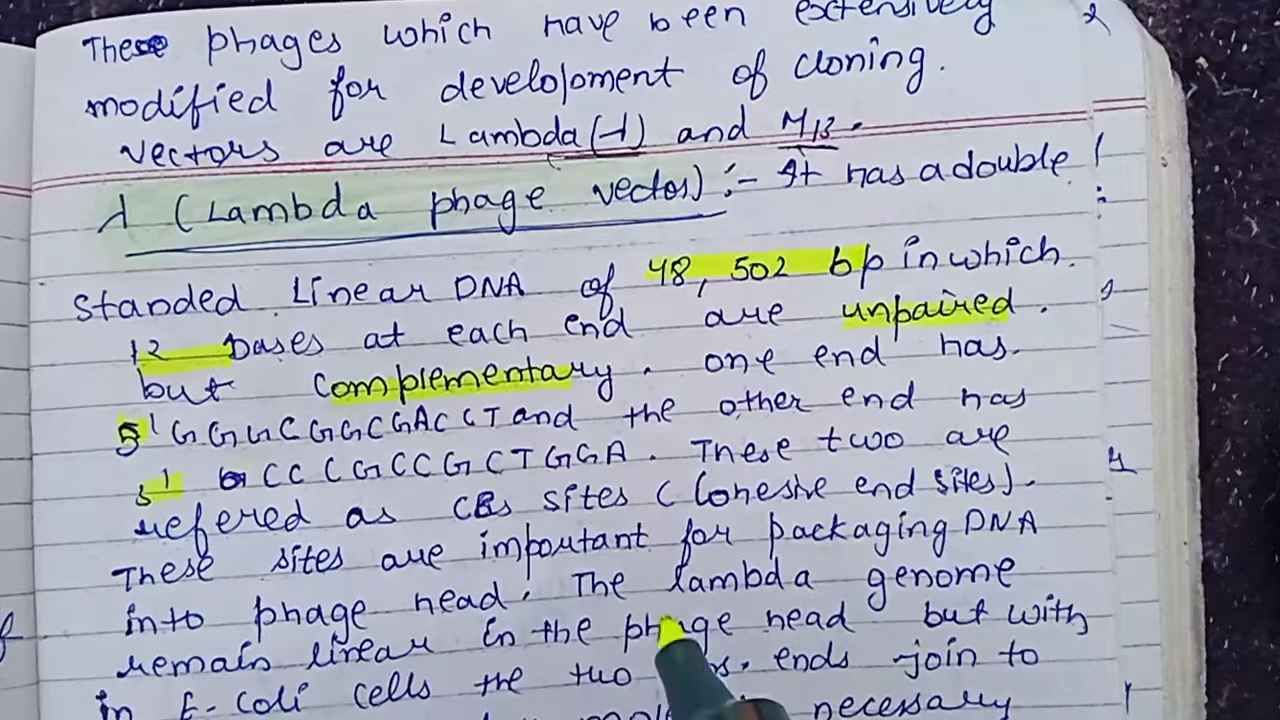 These phages which have been extensively
modified for development of cloning.
vectors are Lambda (λ) and M13.
λ (Lambda phage vector) :- It has a double
Standed Linear DNA of 48,502 bp in which.
12 bases at each end are unpaired.
but complementary. one end has.
5' GGGCGGCGACCT and the other end has
3' CCCGCCGCTGGA. These two are
refered as COs sites (Cohesive end sites).
These sites are important for packaging DNA
into phage head. The lambda genome
remain linear in the phage head but with
in E-Coli cells the two ends join to
necessary